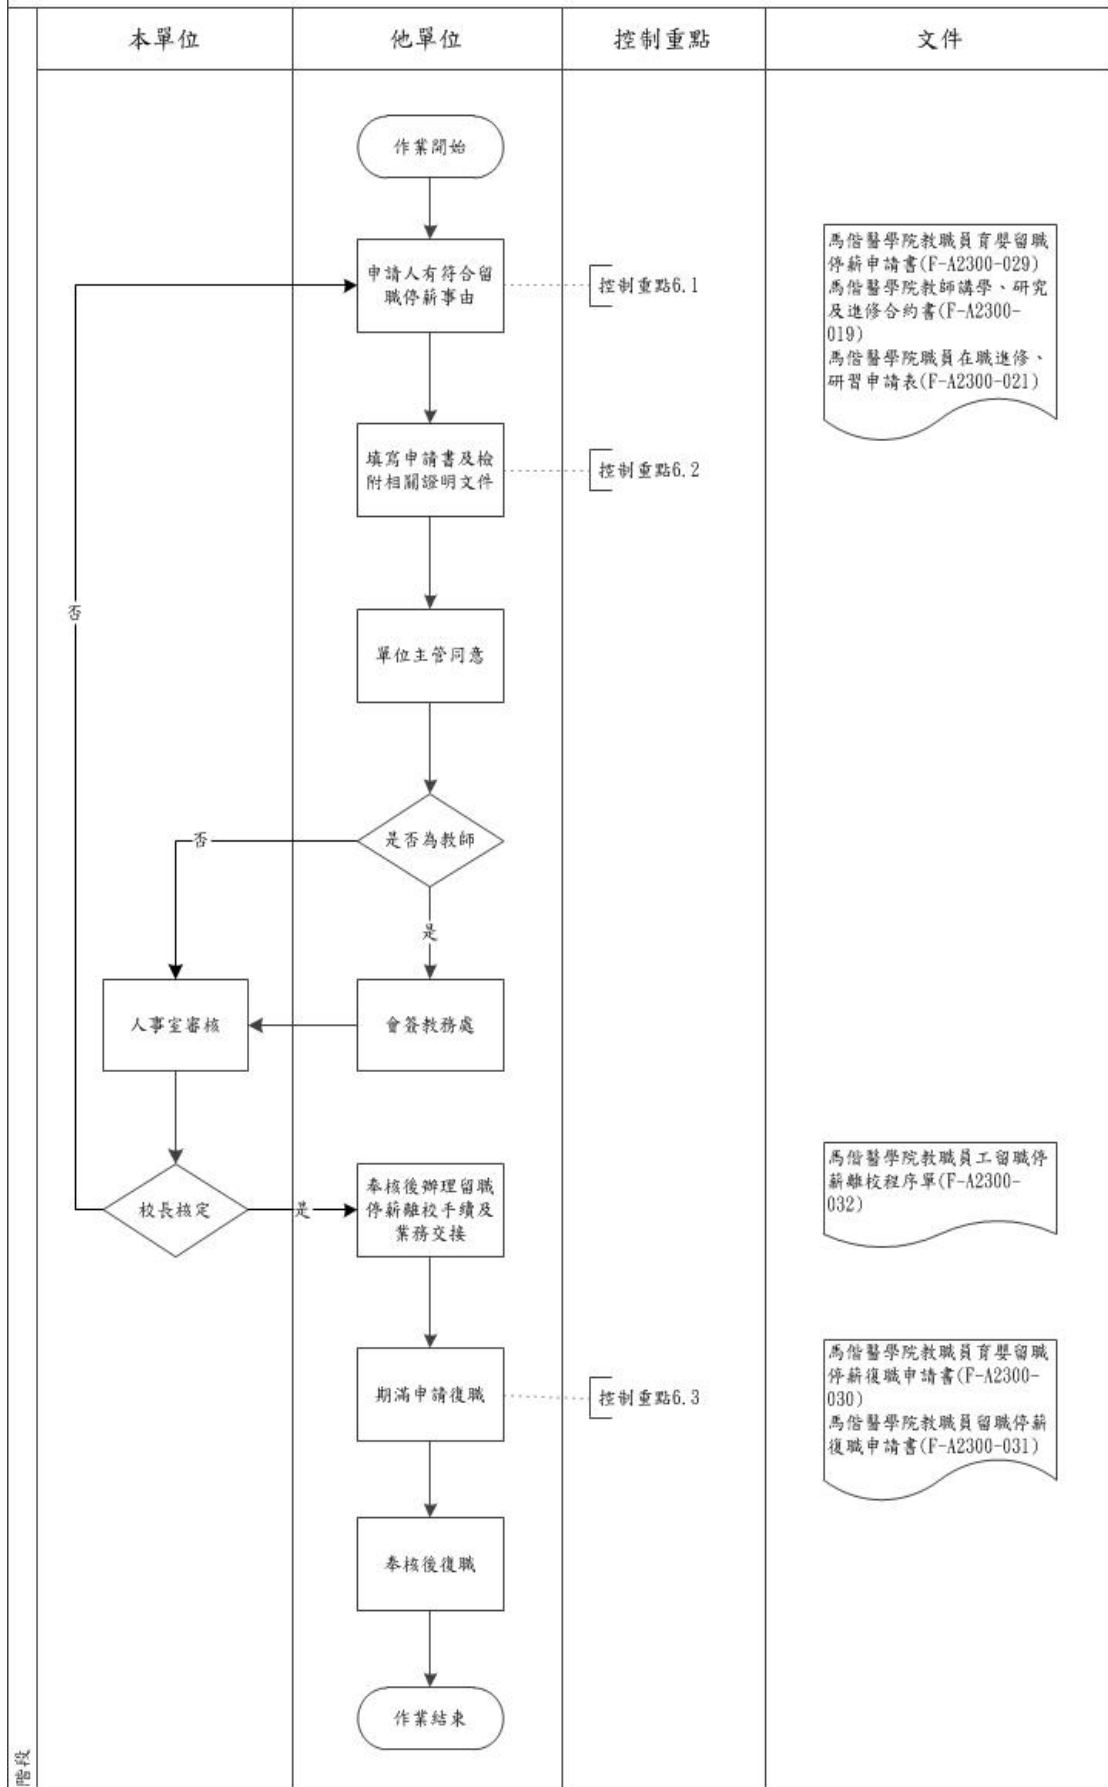 本單位
他單位
控制重點
文件
作業開始
申請人有符合留
職停薪事由
控制重點6.1
馬偕醫學院教職員育嬰留職
停薪申請書(F-A2300-029)
馬偕醫學院教師講學、研究
及進修合約書(F-A2300-
019)
馬偕醫學院職員在職進修、
研習申請表(F-A2300-021)
填寫申請書及檢
附相關證明文件
控制重點6.2
否
單位主管同意
是否為教師
否
是
人事室審核
會簽教務處
校長核定
是
奉核後辦理留職
停薪離校手續及
業務交接
馬偕醫學院教職員工留職停
薪離校程序單(F-A2300-
032)
期滿申請復職
控制重點6.3
馬偕醫學院教職員育嬰留職
停薪復職申請書(F-A2300-
030)
馬偕醫學院教職員留職停薪
復職申請書(F-A2300-031)
奉核後復職
作業結束
階段